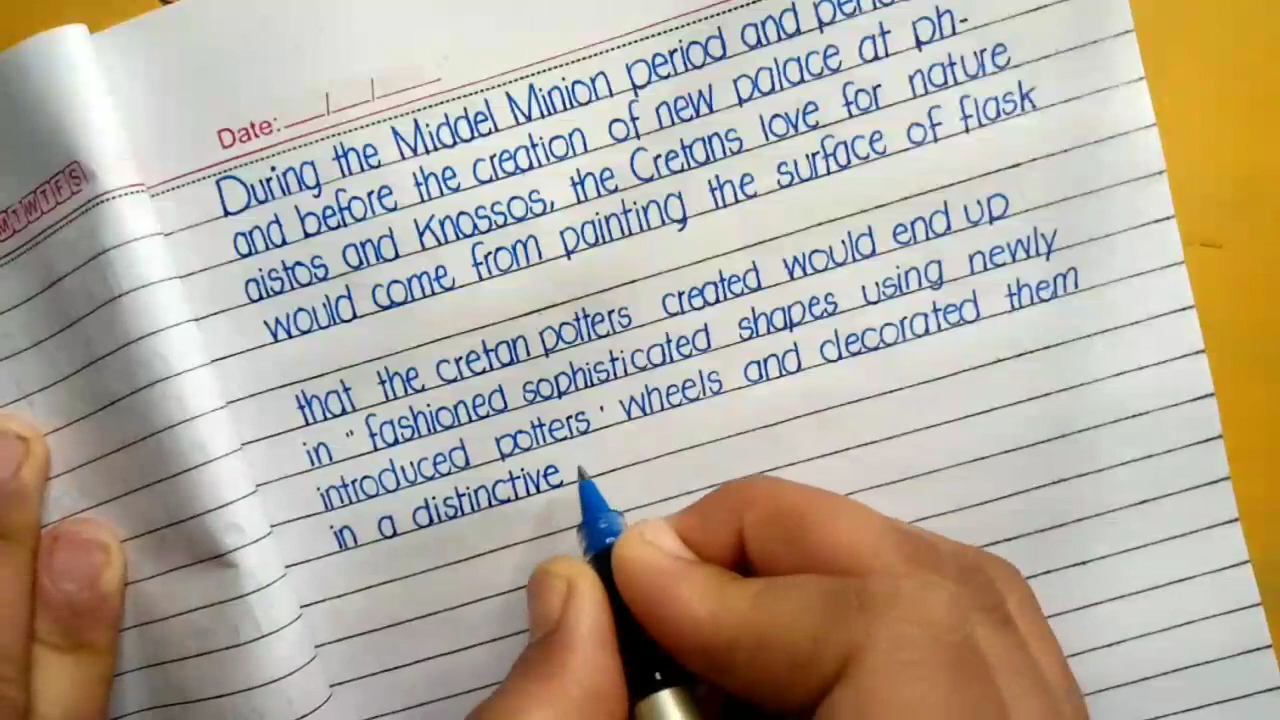 Date:
M T W T F S
During the Middel Minion period and
and before the creation of new palace at ph-
aistos and Knossos, the Cretans love for nature
would come from painting the surface of flask
that the cretan potters created would end up
in " fashioned sophisticated shapes using newly
introduced potters ' wheels and decorated them
in a distinctive